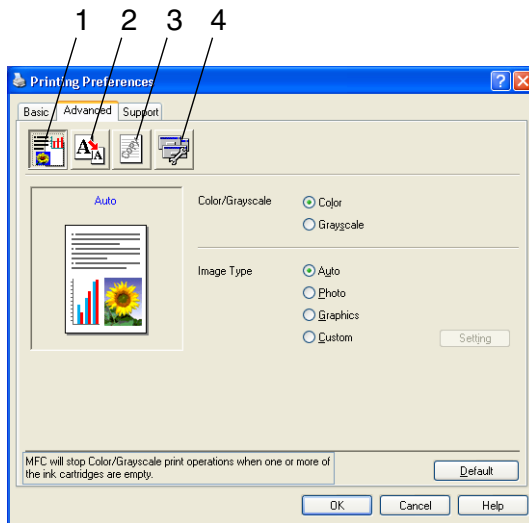 1 2 3 4
Printing Preferences
Basic Advanced Support
Auto
Color/Grayscale
Color
Grayscale
Image Type
Auto
Photo
Graphics
Custom
Setting
MFC will stop Color/Grayscale print operations when one or more of
the ink cartridges are empty.
Default
OK Cancel Help